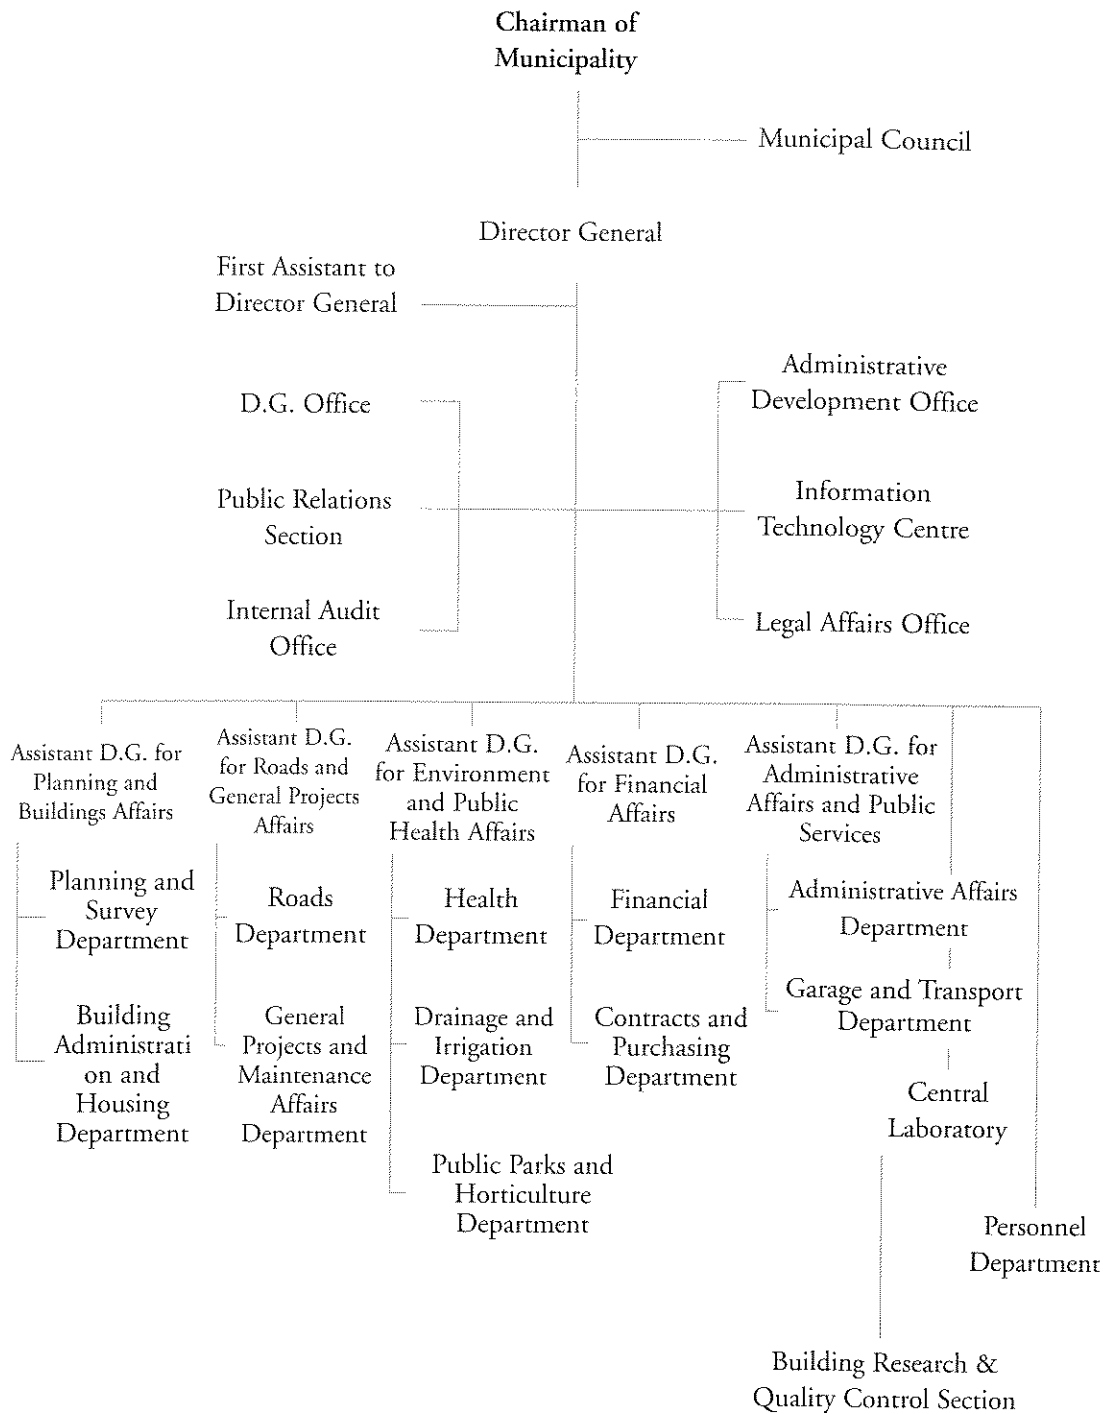 Chairman of
Municipality
Municipal Council
Director General
First Assistant to
Director General
D.G. Office
Administrative
Development Office
Public Relations
Section
Information
Technology Centre
Internal Audit
Office
Legal Affairs Office
Assistant D.G. for
Planning and
Buildings Affairs
Assistant D.G.
for Roads and
General Projects
Affairs
Assistant D.G.
for Environment
and Public
Health Affairs
Assistant D.G.
for Financial
Affairs
Assistant D.G. for
Administrative
Affairs and Public
Services
Planning and
Survey
Department
Roads
Department
Health
Department
Financial
Department
Administrative Affairs
Department
Building
Administrati
on and
Housing
Department
General
Projects and
Maintenance
Affairs
Department
Drainage and
Irrigation
Department
Contracts and
Purchasing
Department
Garage and Transport
Department
Central
Laboratory
Public Parks and
Horticulture
Department
Personnel
Department
Building Research &
Quality Control Section